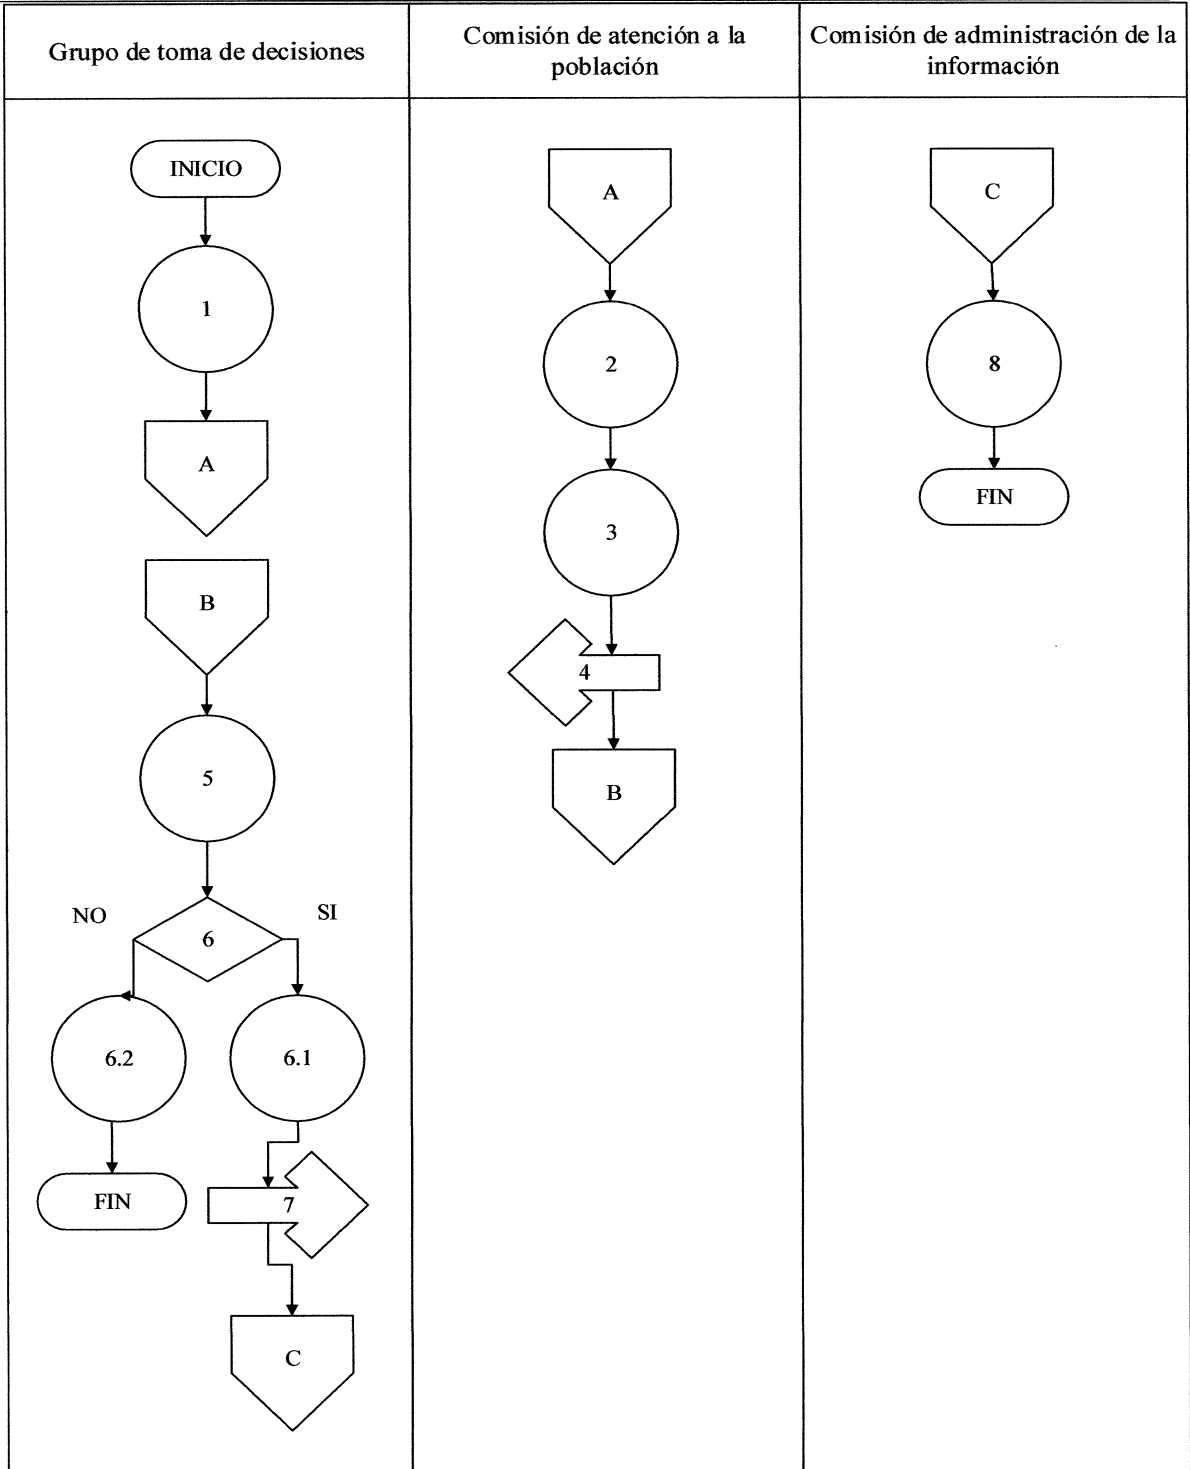 Grupo de toma de decisiones
Comisión de atención a la
población
Comisión de administración de la
información
INICIO
1
A
B
5
NO
SI
6
6.2
6.1
FIN
7
C
A
2
3
4
B
C
8
FIN